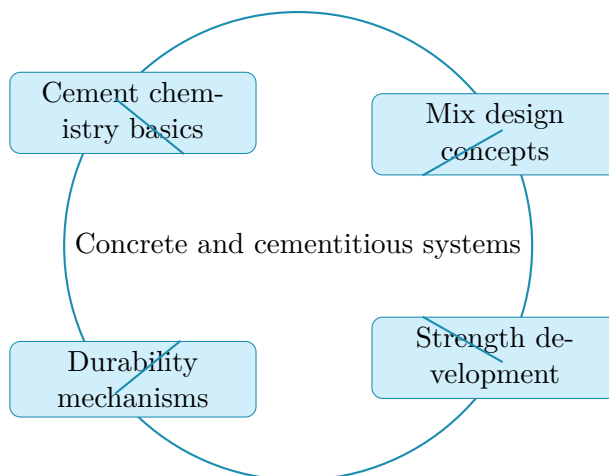 Cement chem-
istry basics
Mix design
concepts
Concrete and cementitious systems
Durability
mechanisms
Strength de-
velopment